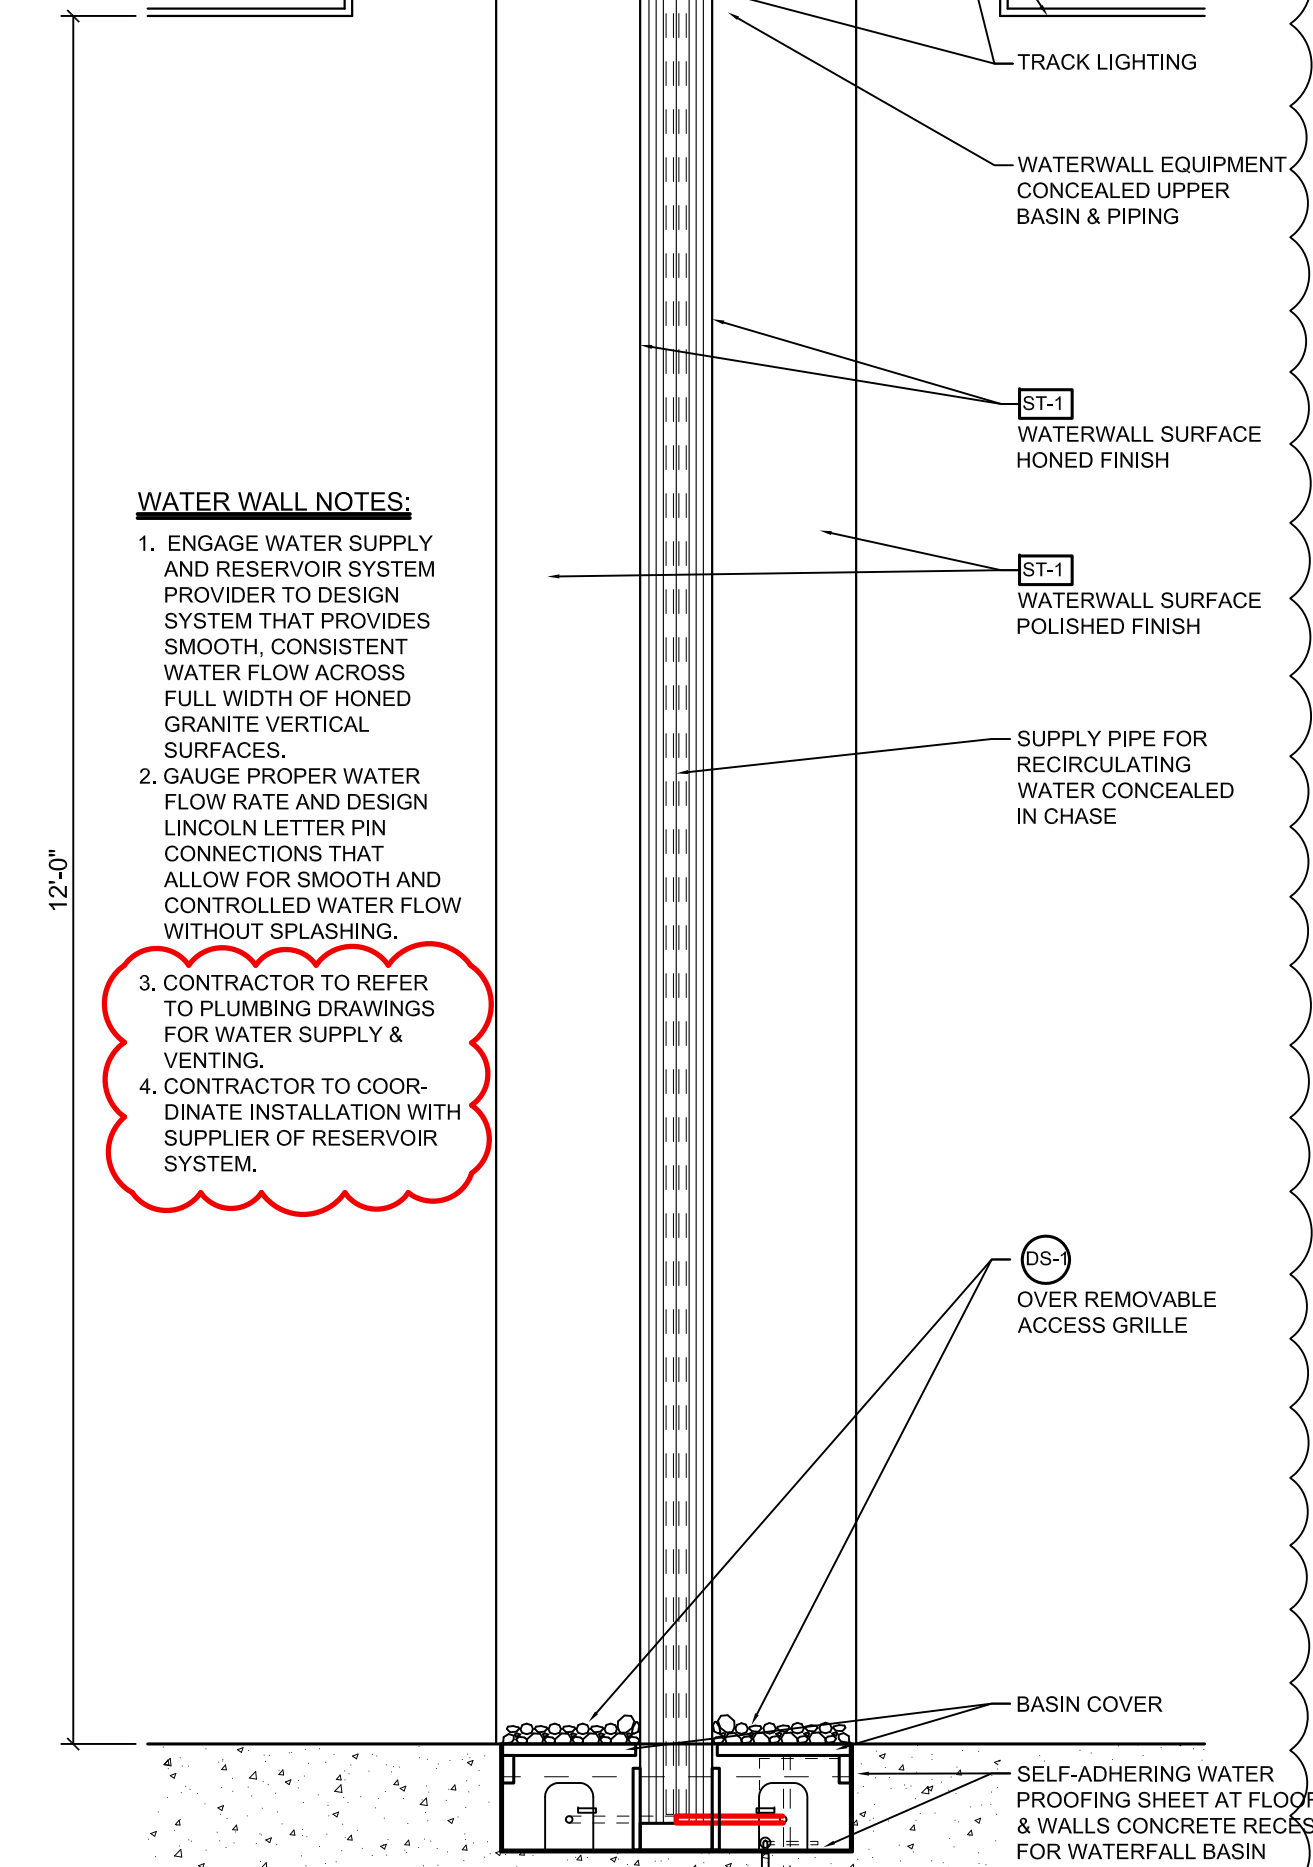 TRACK LIGHTING
WATERWALL EQUIPMENT
CONCEALED UPPER
BASIN & PIPING
ST-1
WATERWALL SURFACE
HONED FINISH
WATER WALL NOTES:
1. ENGAGE WATER SUPPLY
AND RESERVOIR SYSTEM
PROVIDER TO DESIGN
SYSTEM THAT PROVIDES
SMOOTH, CONSISTENT
WATER FLOW ACROSS
FULL WIDTH OF HONED
GRANITE VERTICAL
SURFACES.
2. GAUGE PROPER WATER
FLOW RATE AND DESIGN
LINCOLN LETTER PIN
CONNECTIONS THAT
ALLOW FOR SMOOTH AND
CONTROLLED WATER FLOW
WITHOUT SPLASHING.
3. CONTRACTOR TO REFER
TO PLUMBING DRAWINGS
FOR WATER SUPPLY &
VENTING.
4. CONTRACTOR TO COOR-
DINATE INSTALLATION WITH
SUPPLIER OF RESERVOIR
SYSTEM.
12'-0"
ST-1
WATERWALL SURFACE
POLISHED FINISH
SUPPLY PIPE FOR
RECIRCULATING
WATER CONCEALED
IN CHASE
DS-1
OVER REMOVABLE
ACCESS GRILLE
BASIN COVER
SELF-ADHERING WATER
PROOFING SHEET AT FLOOR
& WALLS CONCRETE RECES
FOR WATERFALL BASIN